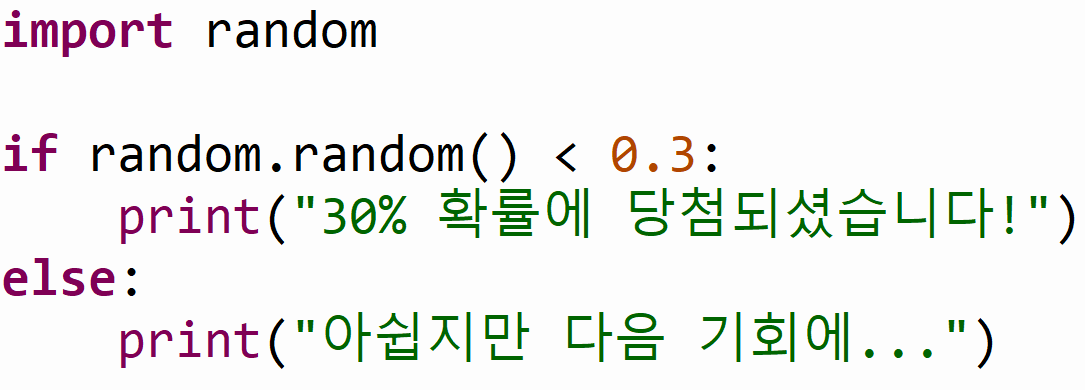 import random

if random.random() < 0.3:
    print("30% 확률에 당첨되셨습니다!")
else:
    print("아쉽지만 다음 기회에...")